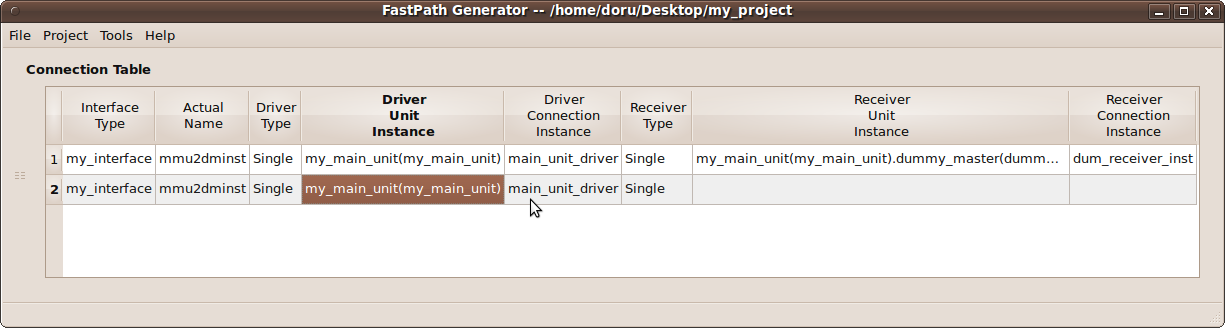 FastPath Generator -- /home/doru/Desktop/my_project
File Project Tools Help
Connection Table
Interface Type Actual Name Driver Type Driver Unit Instance Driver Connection Instance Receiver Type Receiver Unit Instance Receiver Connection Instance
1 my_interface mmu2dminst Single my_main_unit(my_main_unit) main_unit_driver Single my_main_unit(my_main_unit).dummy_master(dumm... dum_receiver_inst
2 my_interface mmu2dminst Single my_main_unit(my_main_unit) main_unit_driver Single